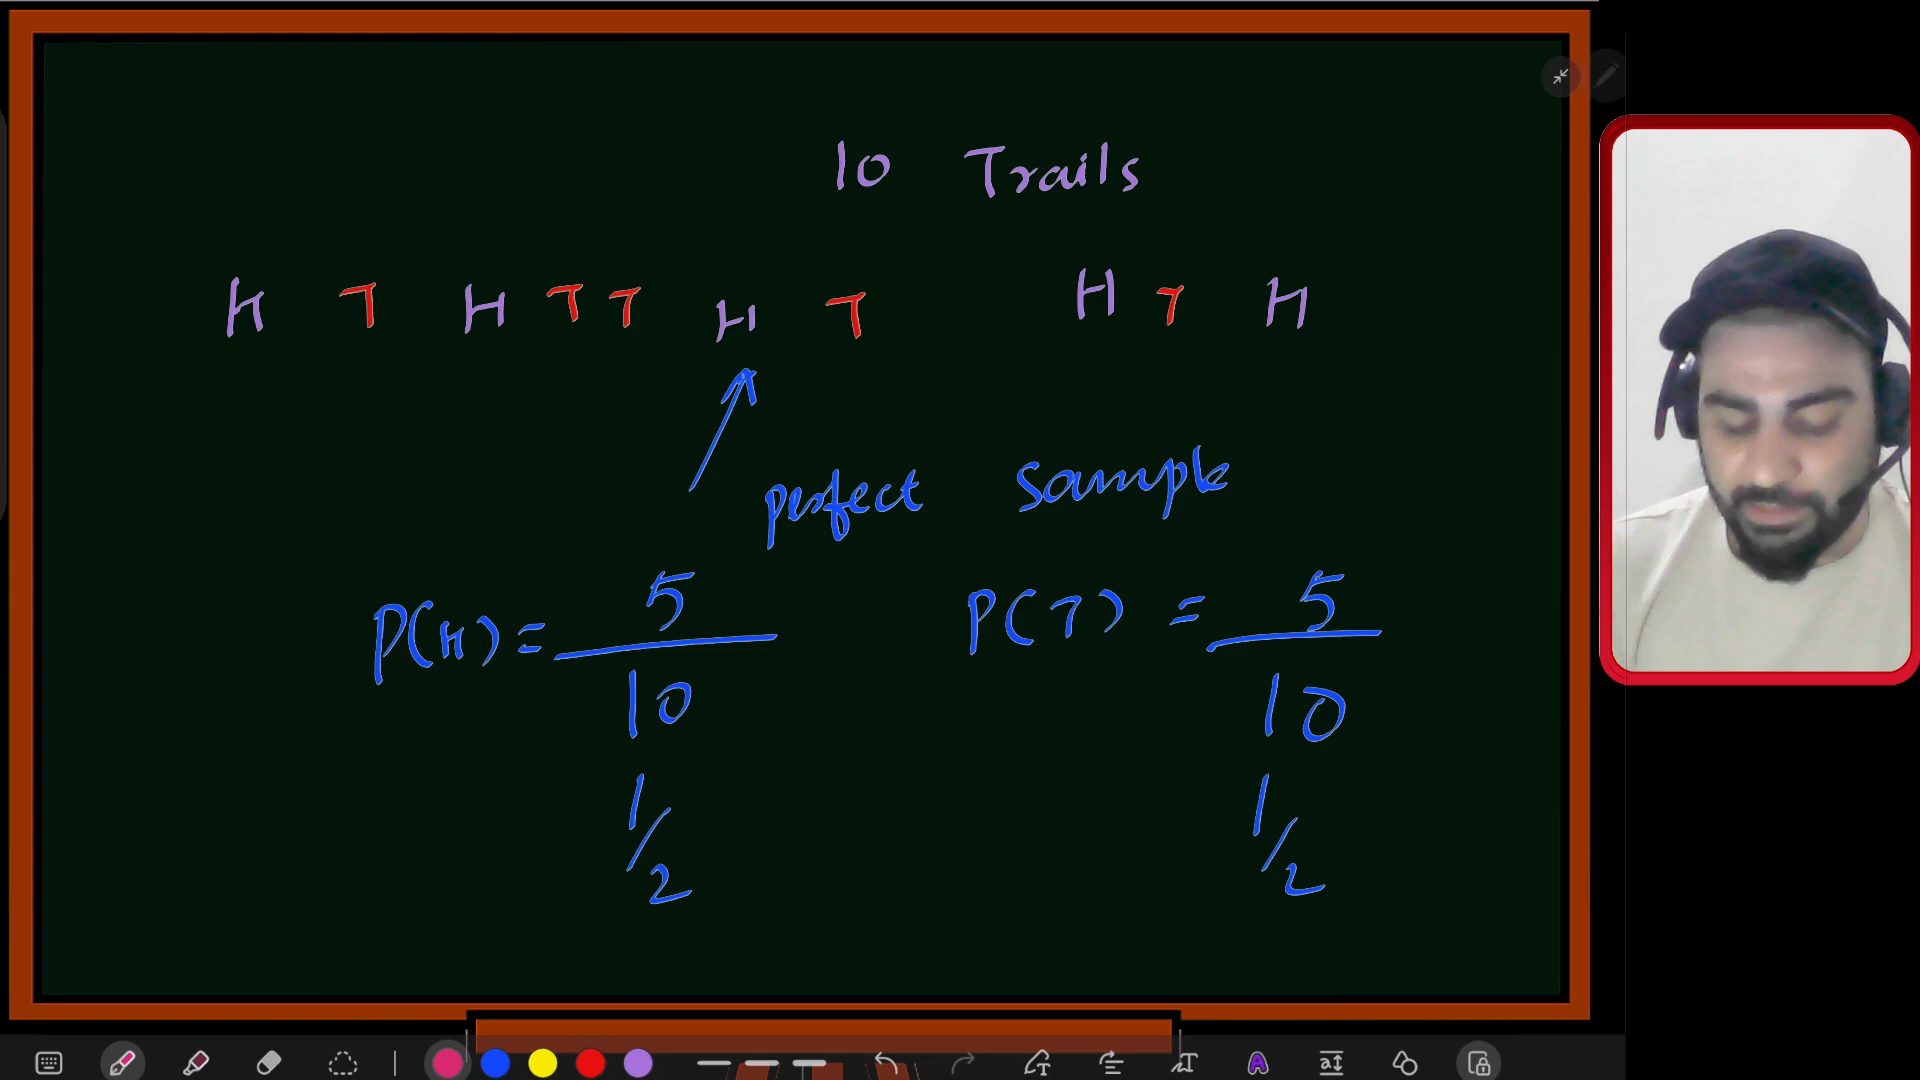 10 Trails
H T H T T H T H T H
perfect sample
P(H) = 5/10 P(T) = 5/10
1/2 1/2